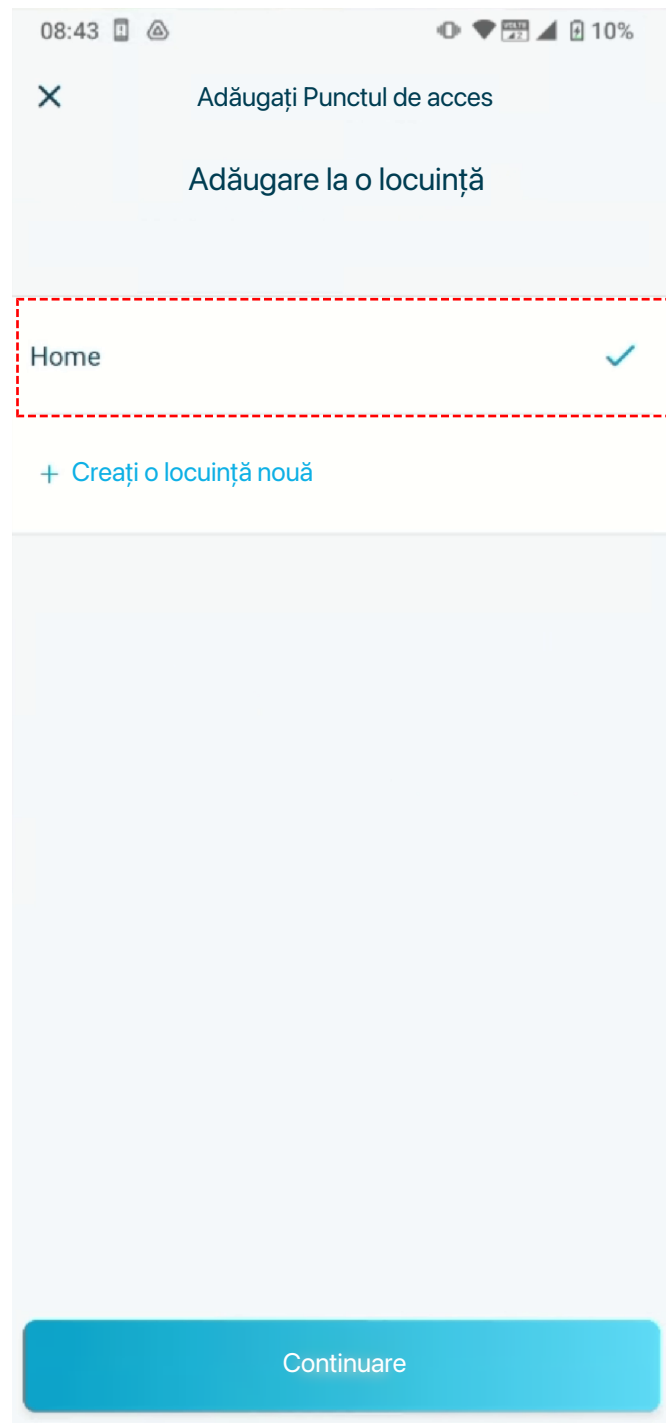 08:43 10%
Adăugați Punctul de acces
Adăugare la o locuință
Home
+ Creați o locuință nouă
Continuare